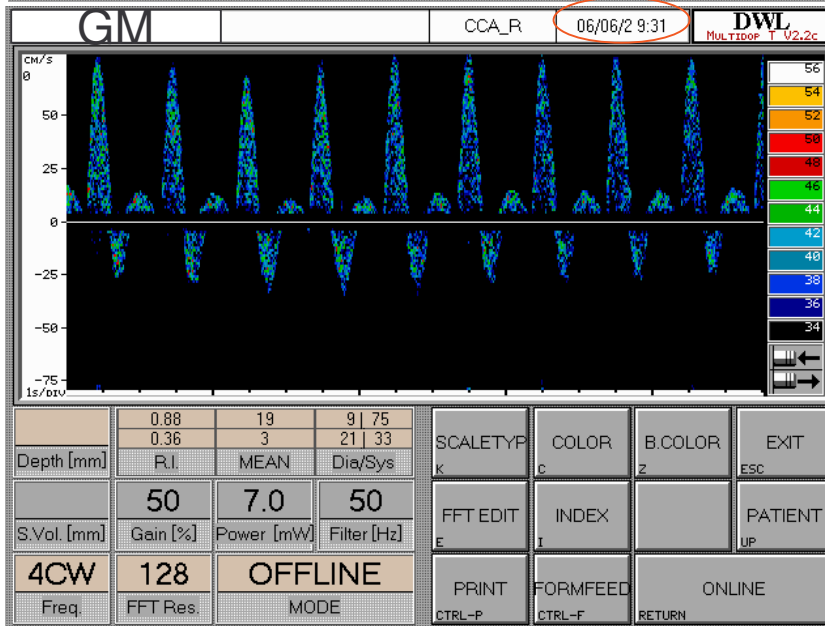 GM CCA_R 06/06/2 9:31 DWL
MULTIDOP T V2.2c
CM/S
0
50
25
0
-25
-50
-75
1s/DIV
56
54
52
50
48
46
44
42
40
38
36
34
0.88 19 9| 75
0.36 3 21| 33
Depth [mm] R.I. MEAN Dia/Sys
50 7.0 50
S.Vol. [mm] Gain [%] Power [mW] Filter [Hz]
4CW 128 OFFLINE
Freq. FFT Res. MODE
SCALETYP COLOR B.COLOR EXIT
K C Z ESC
FFT EDIT INDEX PATIENT
E I UP
PRINT FORMFEED ONLINE
CTRL-P CTRL-F RETURN